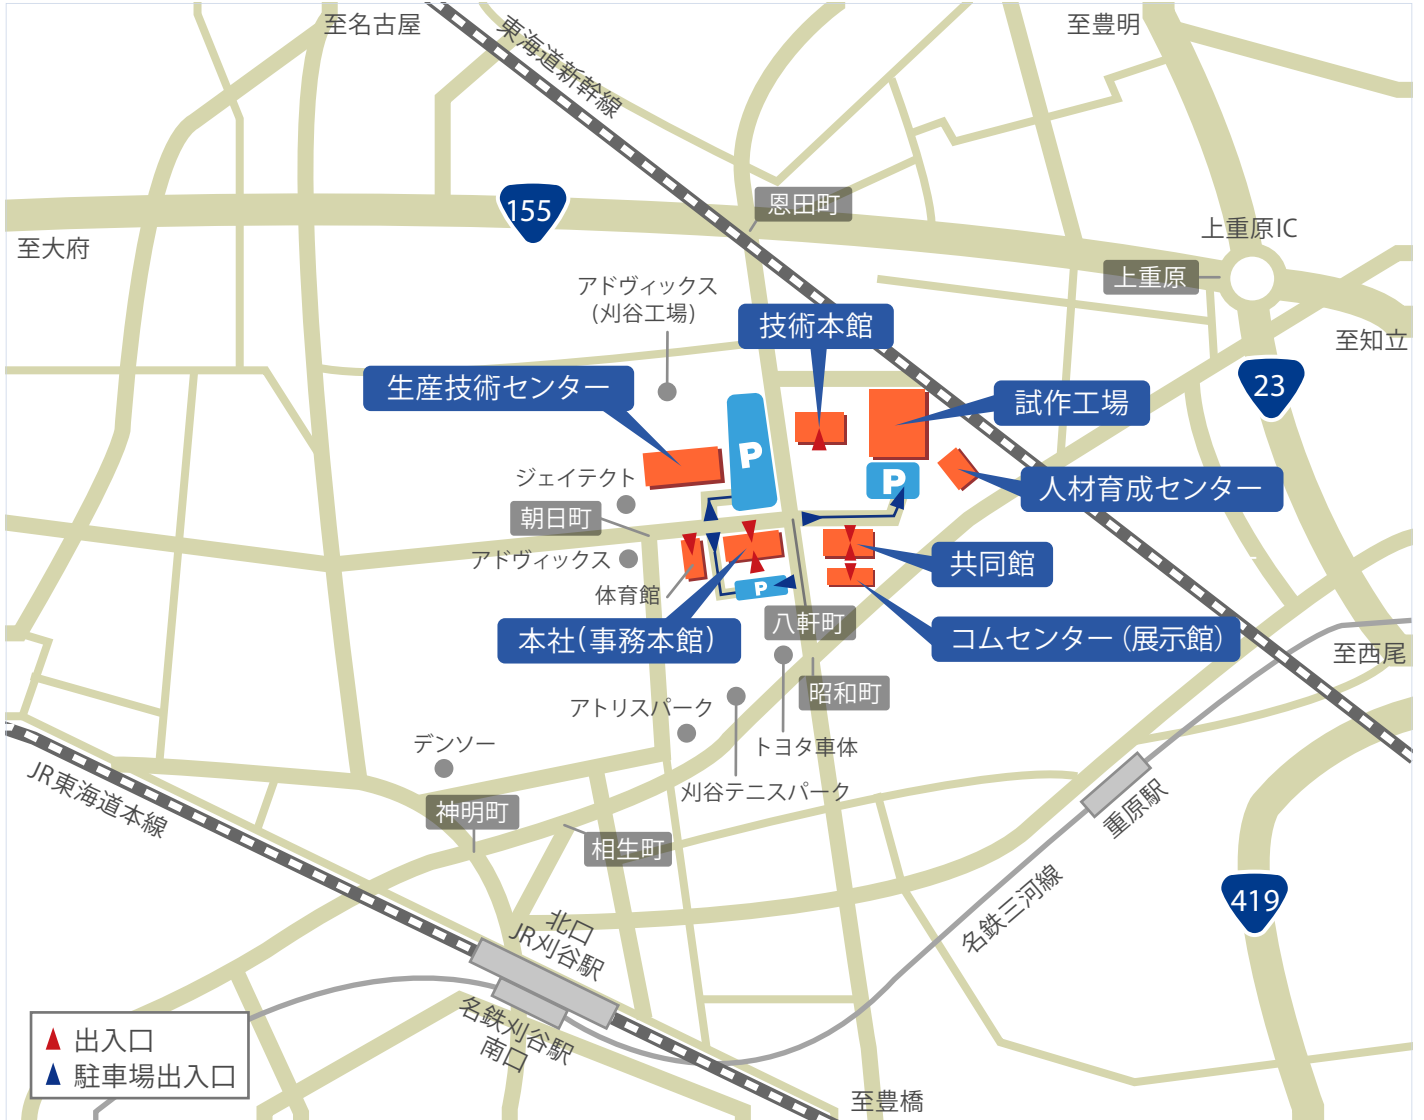 至名古屋
東海道新幹線
至豊明
155
恩田町
至大府
上重原IC
上重原
アドヴィックス
(刈谷工場)
技術本館
至知立
生産技術センター
試作工場
23
P
ジェイテクト
P
人材育成センター
朝日町
アドヴィックス
共同館
体育館
P
本社(事務本館)
八軒町
コムセンター(展示館)
至西尾
アトリスパーク
昭和町
デンソー
トヨタ車体
JR東海道本線
刈谷テニスパーク
重原駅
神明町
相生町
419
名鉄三河線
北口
JR刈谷駅
名鉄刈谷駅
南口
出入口
駐車場出入口
至豊橋